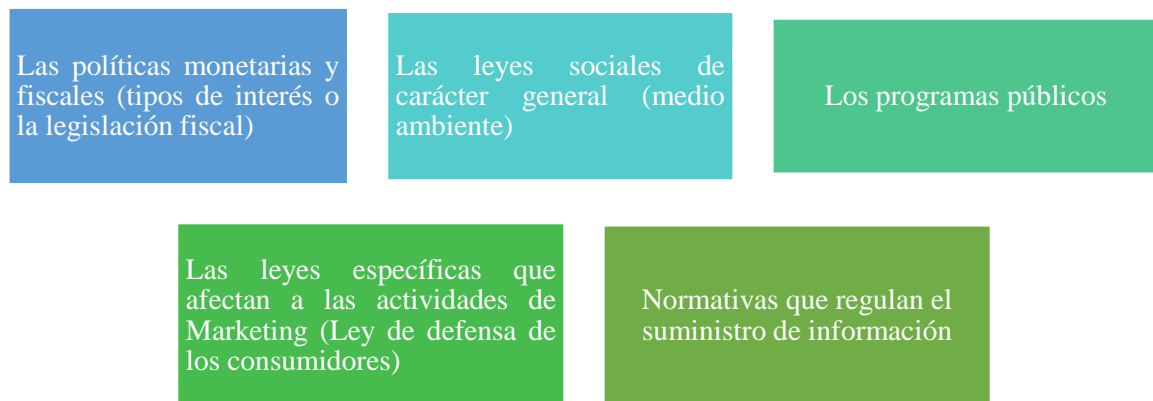 Las políticas monetarias y
fiscales (tipos de interés o
la legislación fiscal)
Las leyes sociales de
carácter general (medio
ambiente)
Los programas públicos
Las leyes específicas que
afectan a las actividades de
Marketing (Ley de defensa de
los consumidores)
Normativas que regulan el
suministro de información